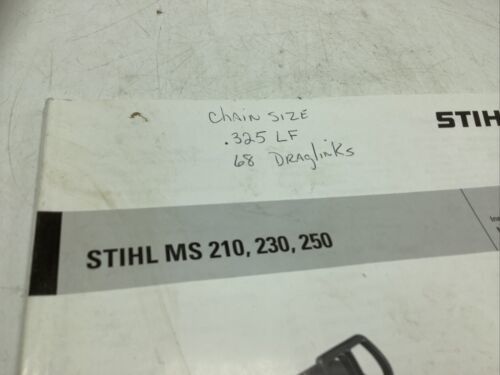 Chain Size
.325 LF
68 Draglinks
STIH
STIHL MS 210, 230, 250